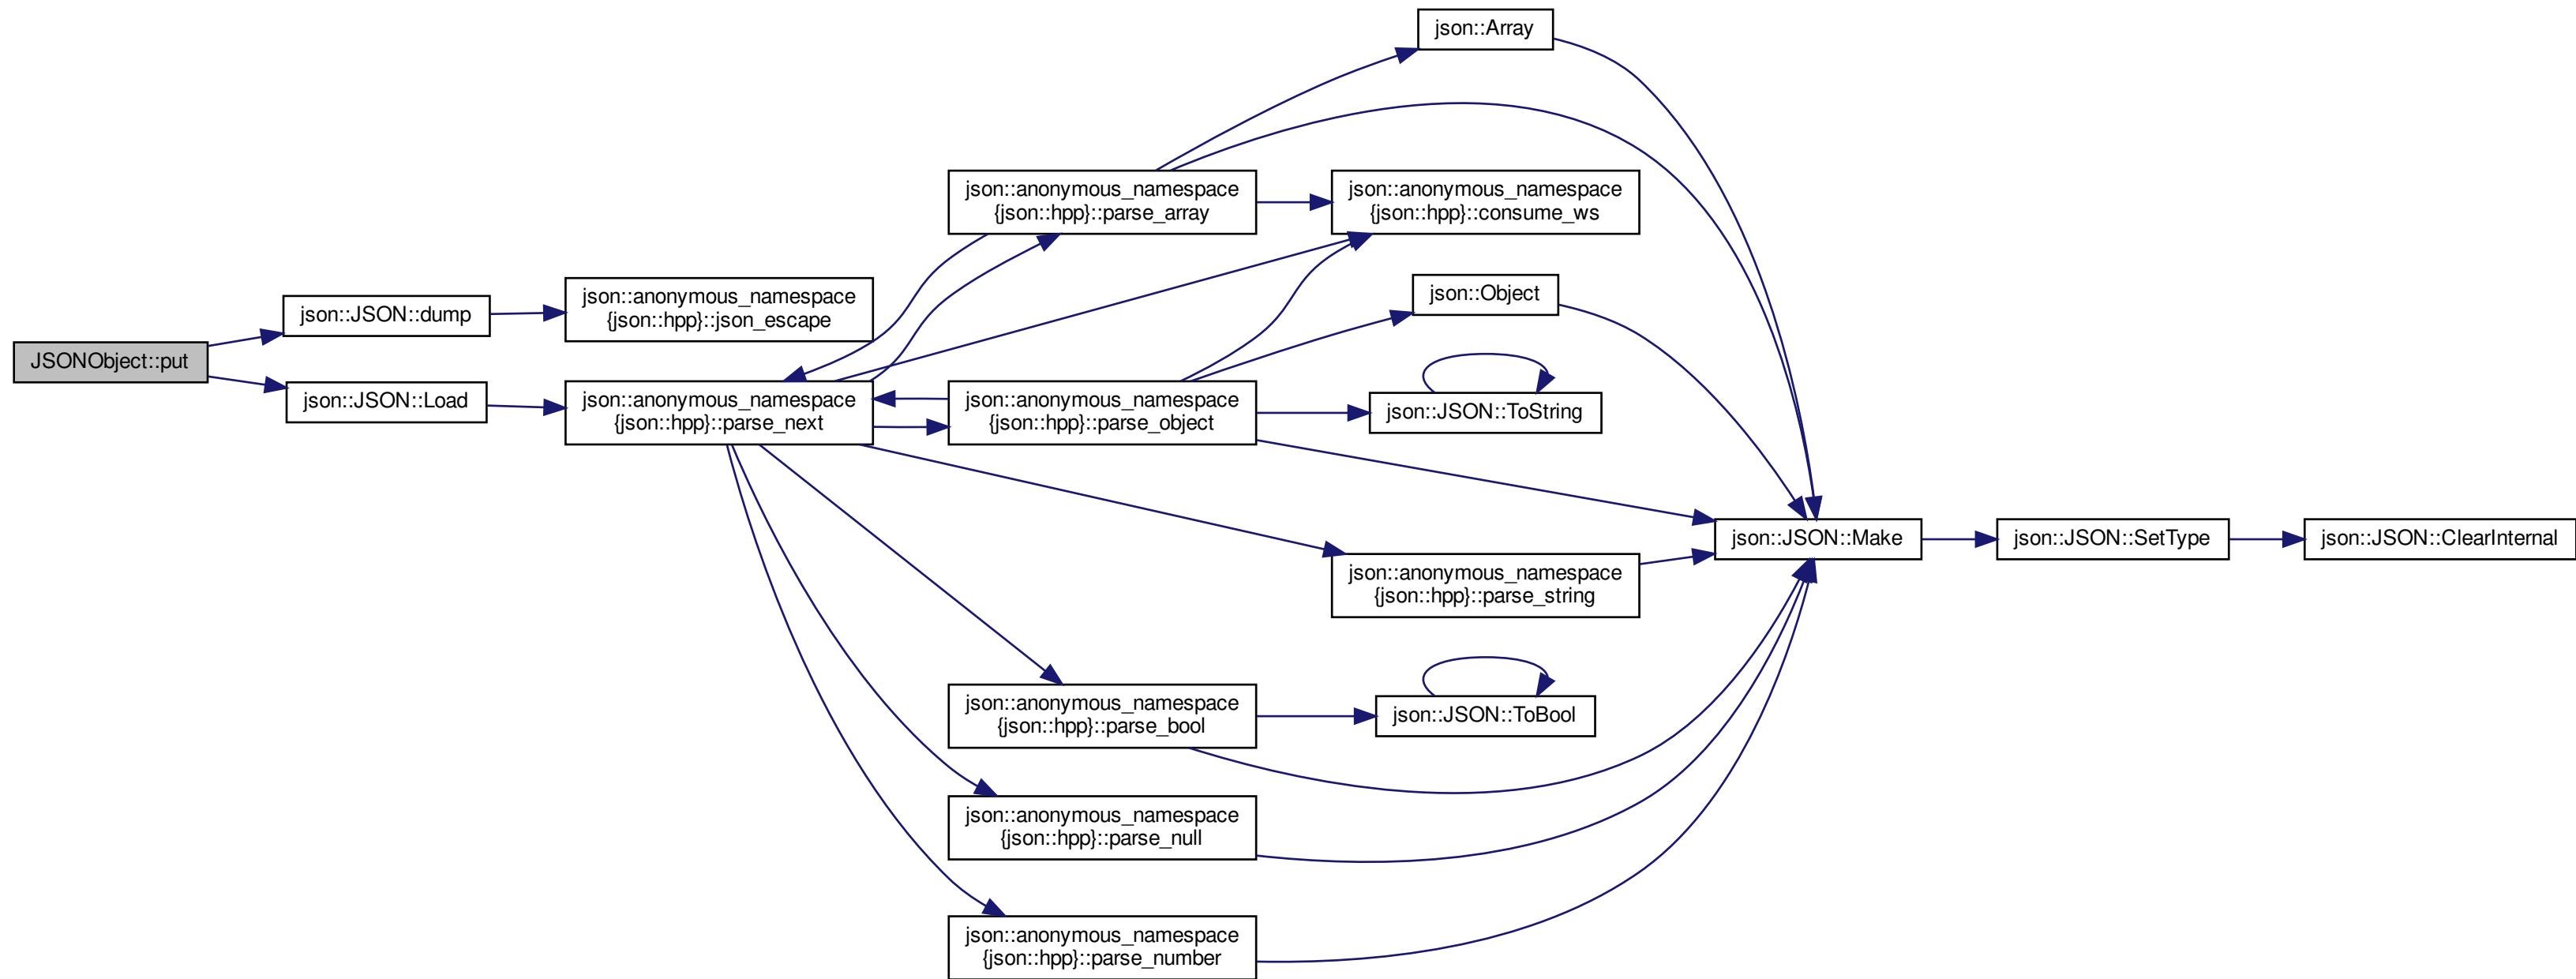 json::Array
json::anonymous_namespace
{json::hpp}::parse_array
json::anonymous_namespace
{json::hpp}::consume_ws
json::JSON::dump
json::anonymous_namespace
{json::hpp}::json_escape
json::Object
JSONObject::put
json::JSON::Load
json::anonymous_namespace
{json::hpp}::parse_next
json::anonymous_namespace
{json::hpp}::parse_object
json::JSON::ToString
json::JSON::Make
json::JSON::SetType
json::JSON::ClearInternal
json::anonymous_namespace
{json::hpp}::parse_string
json::anonymous_namespace
{json::hpp}::parse_bool
json::JSON::ToBool
json::anonymous_namespace
{json::hpp}::parse_null
json::anonymous_namespace
{json::hpp}::parse_number